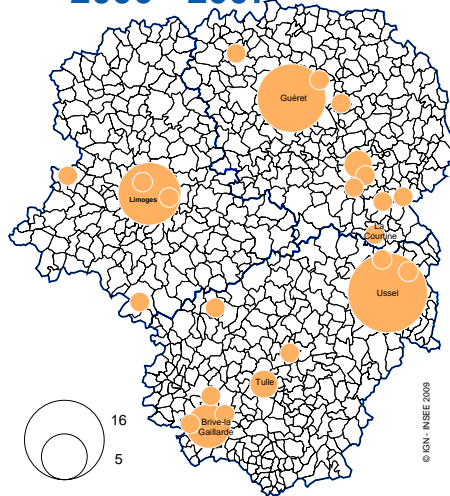 Guéret
Limoges
La
Courtine
Ussel
Tulle
Brive-la
Gaillarde
16
5
© IGN - INSEE 2009